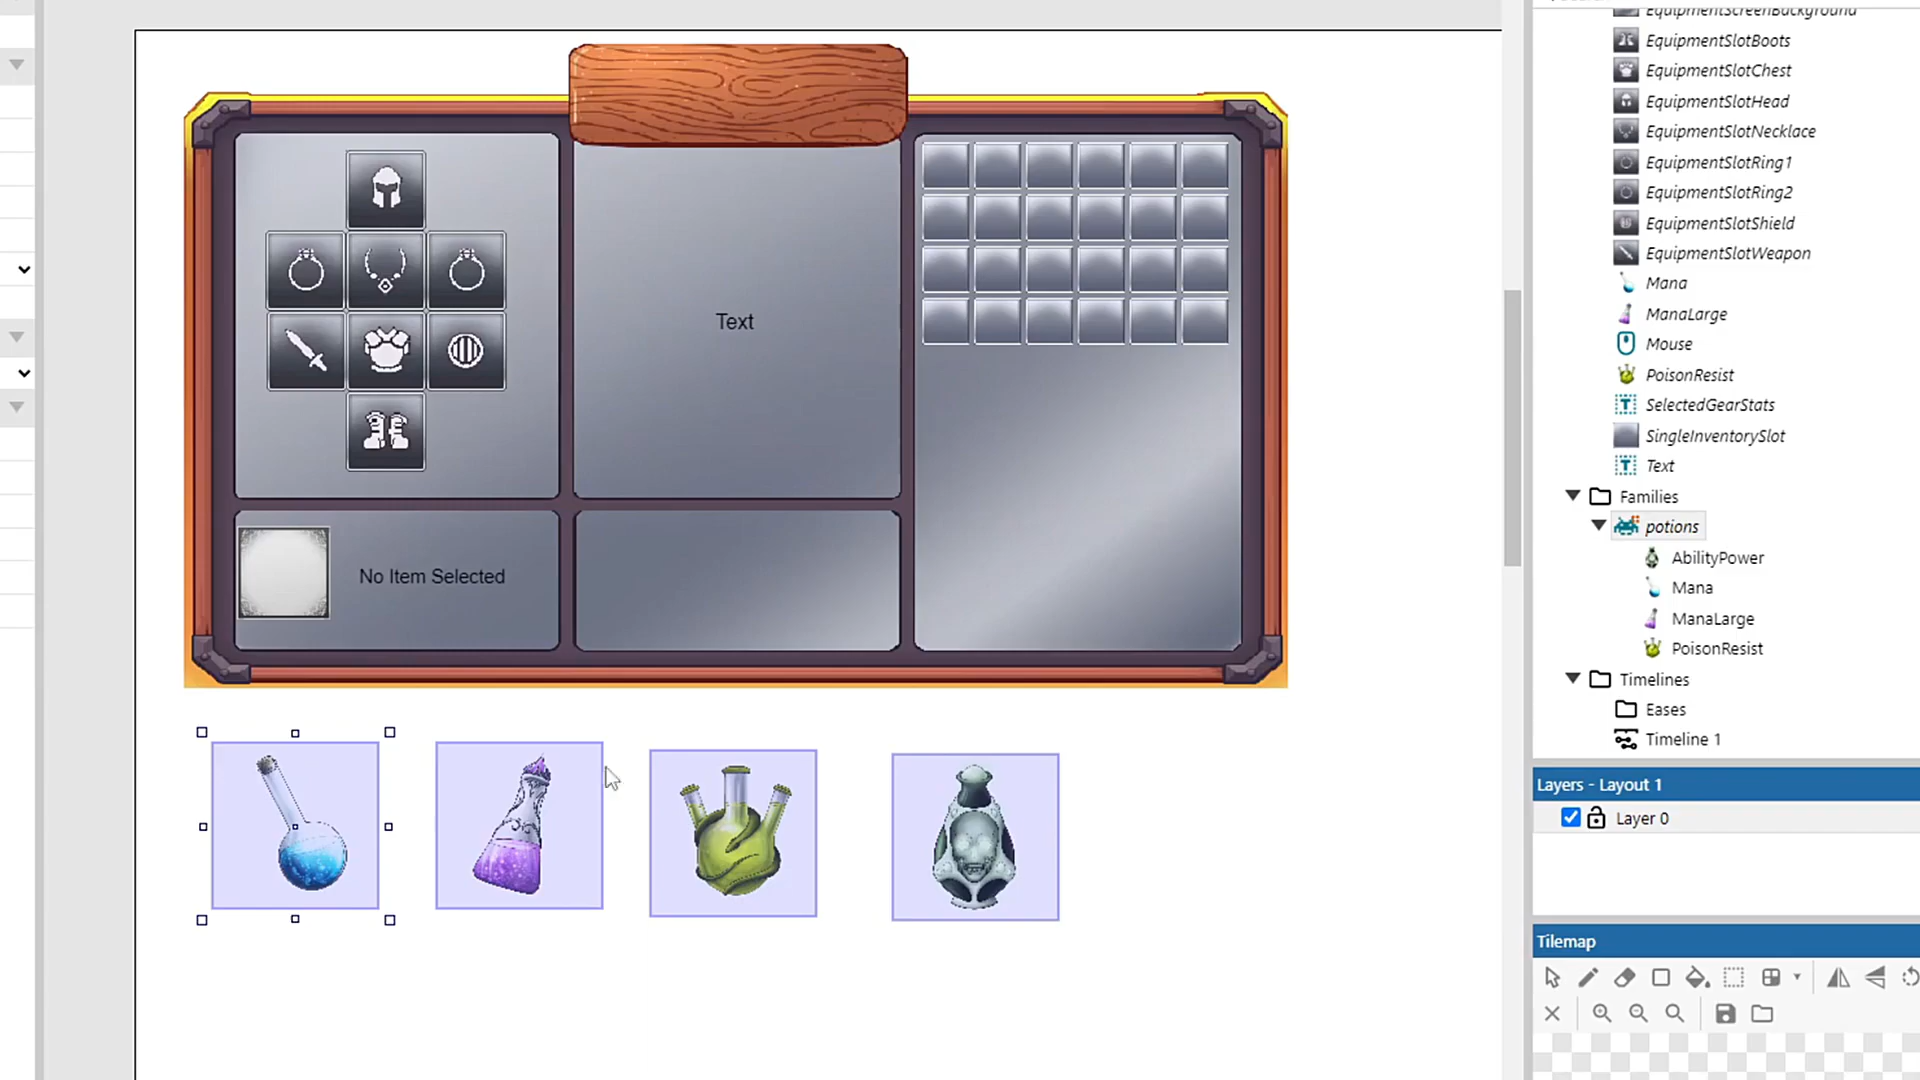 Text
No Item Selected
EquipmentScreenBackground
EquipmentSlotBoots
EquipmentSlotChest
EquipmentSlotHead
EquipmentSlotNecklace
EquipmentSlotRing1
EquipmentSlotRing2
EquipmentSlotShield
EquipmentSlotWeapon
Mana
ManaLarge
Mouse
PoisonResist
SelectedGearStats
SingleInventorySlot
Text
Families
potions
AbilityPower
Mana
ManaLarge
PoisonResist
Timelines
Eases
Timeline 1
Layers - Layout 1
Layer 0
Tilemap